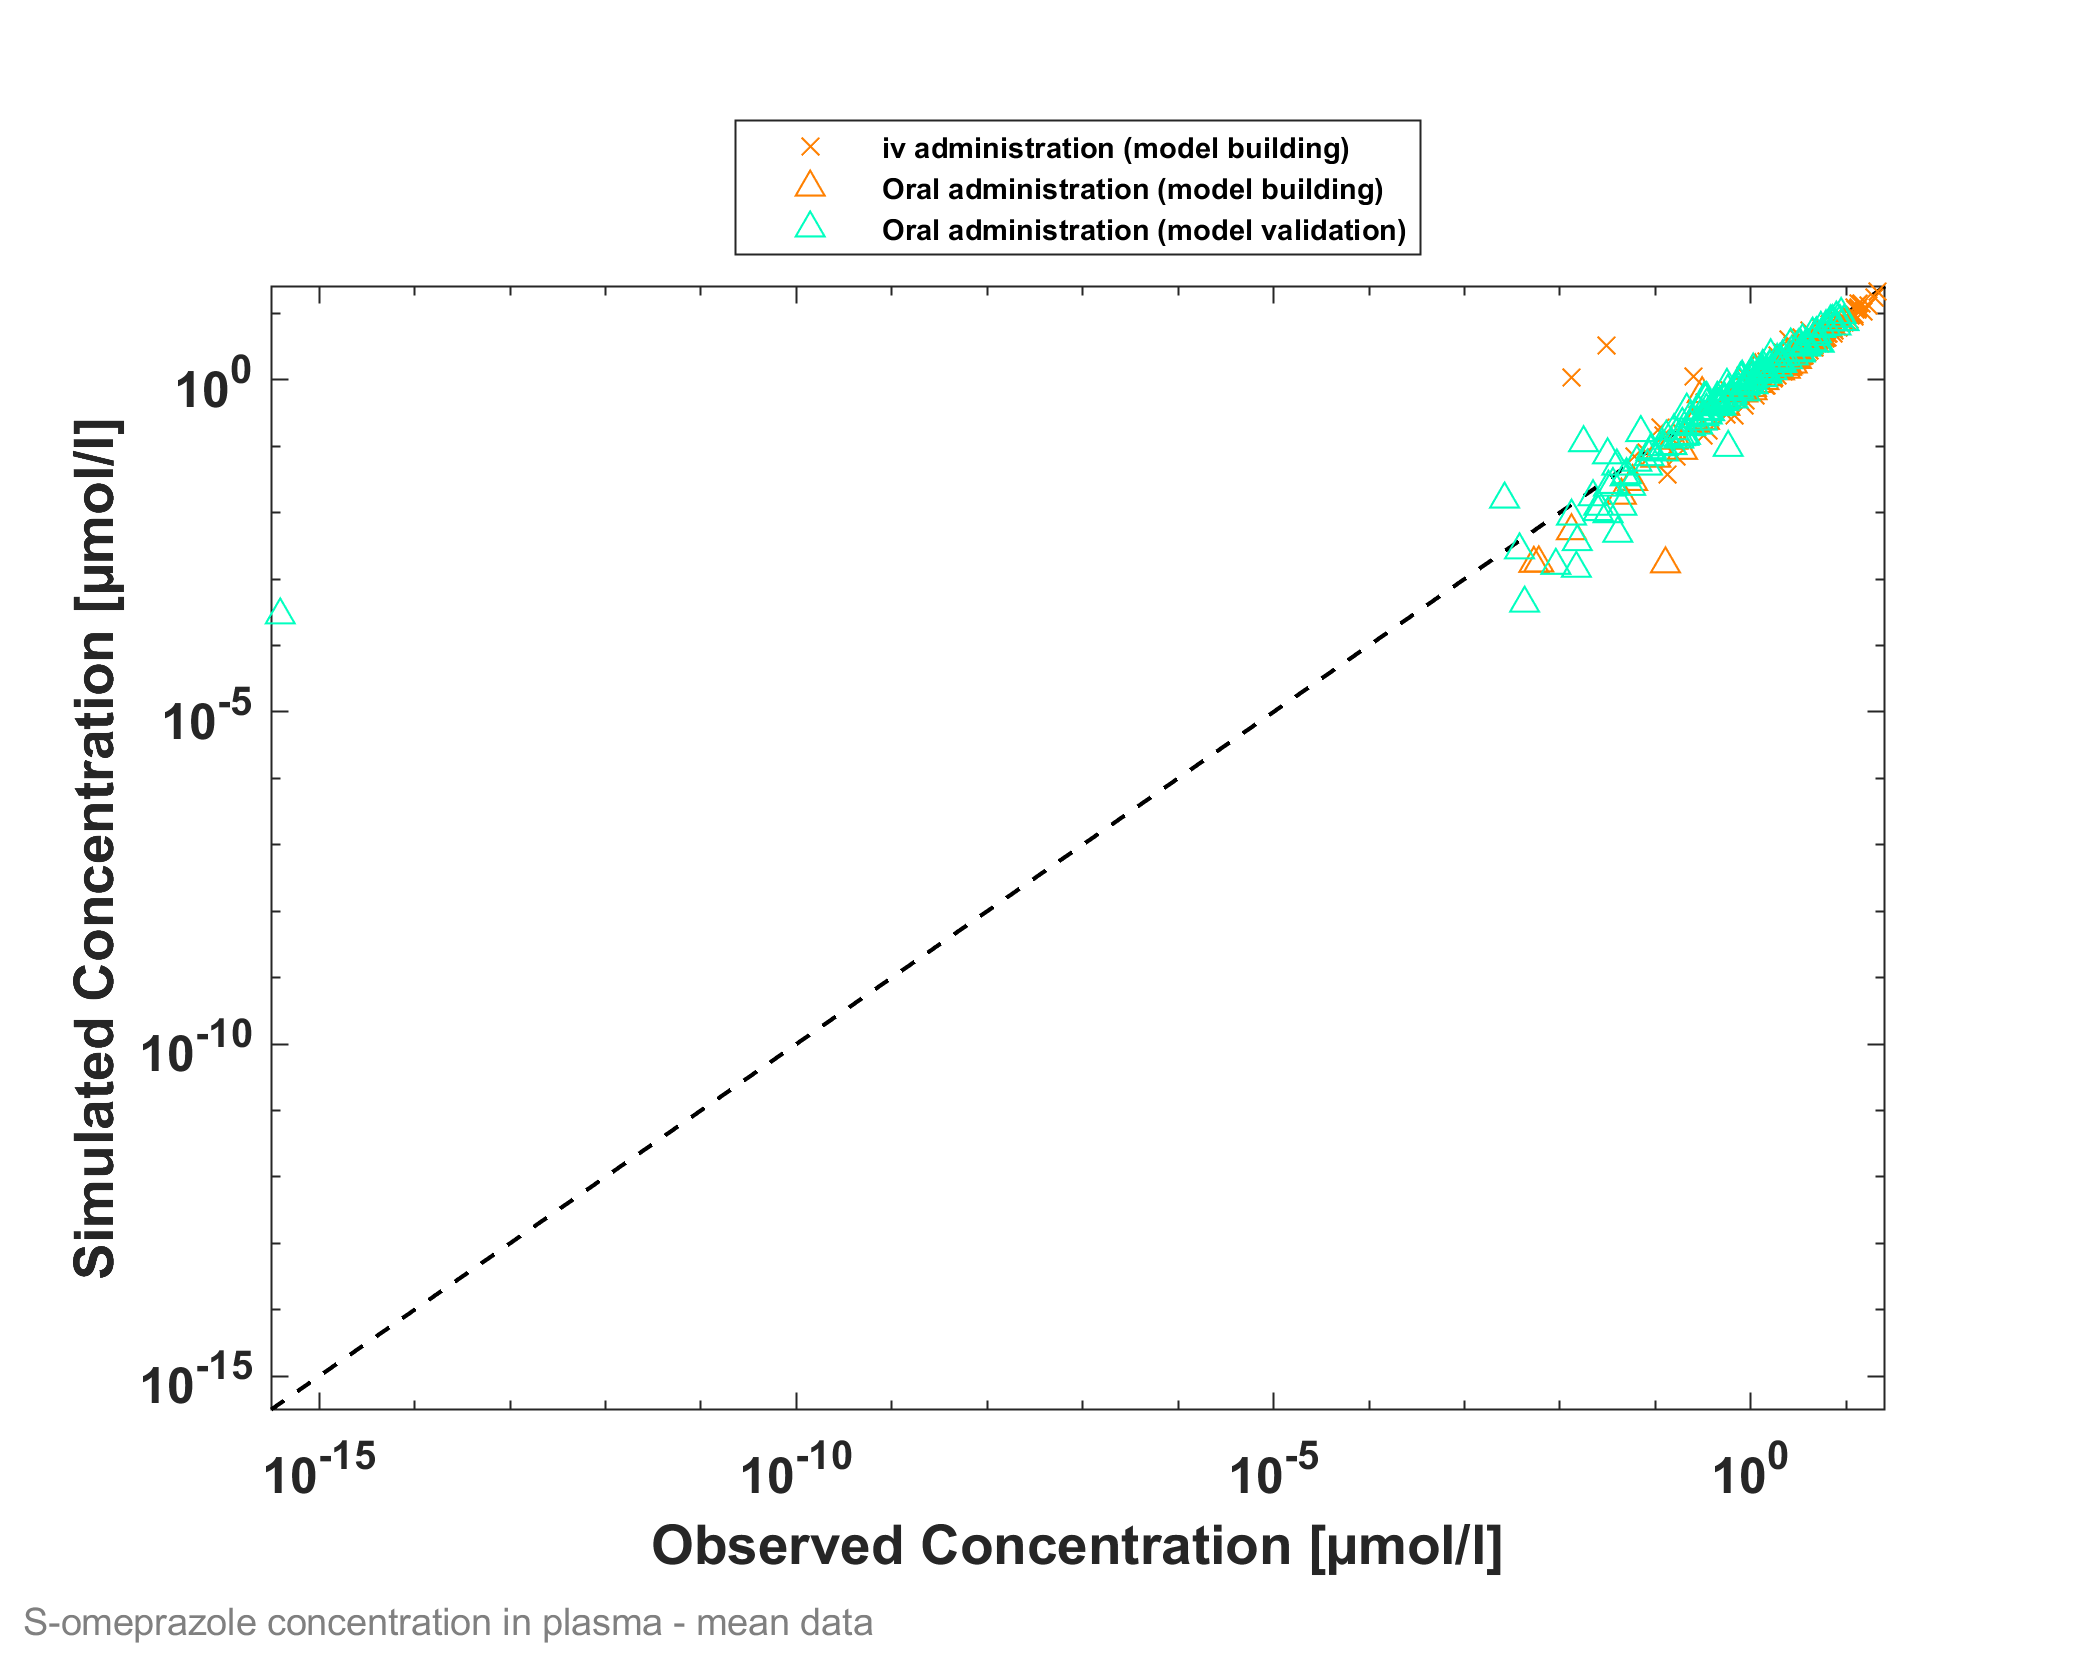 iv administration (model building)
Oral administration (model building)
Oral administration (model validation)
Simulated Concentration [µmol/l]
10^0
10^-5
10^-10
10^-15
10^-15 10^-10 10^-5 10^0
Observed Concentration [µmol/l]
S-omeprazole concentration in plasma - mean data